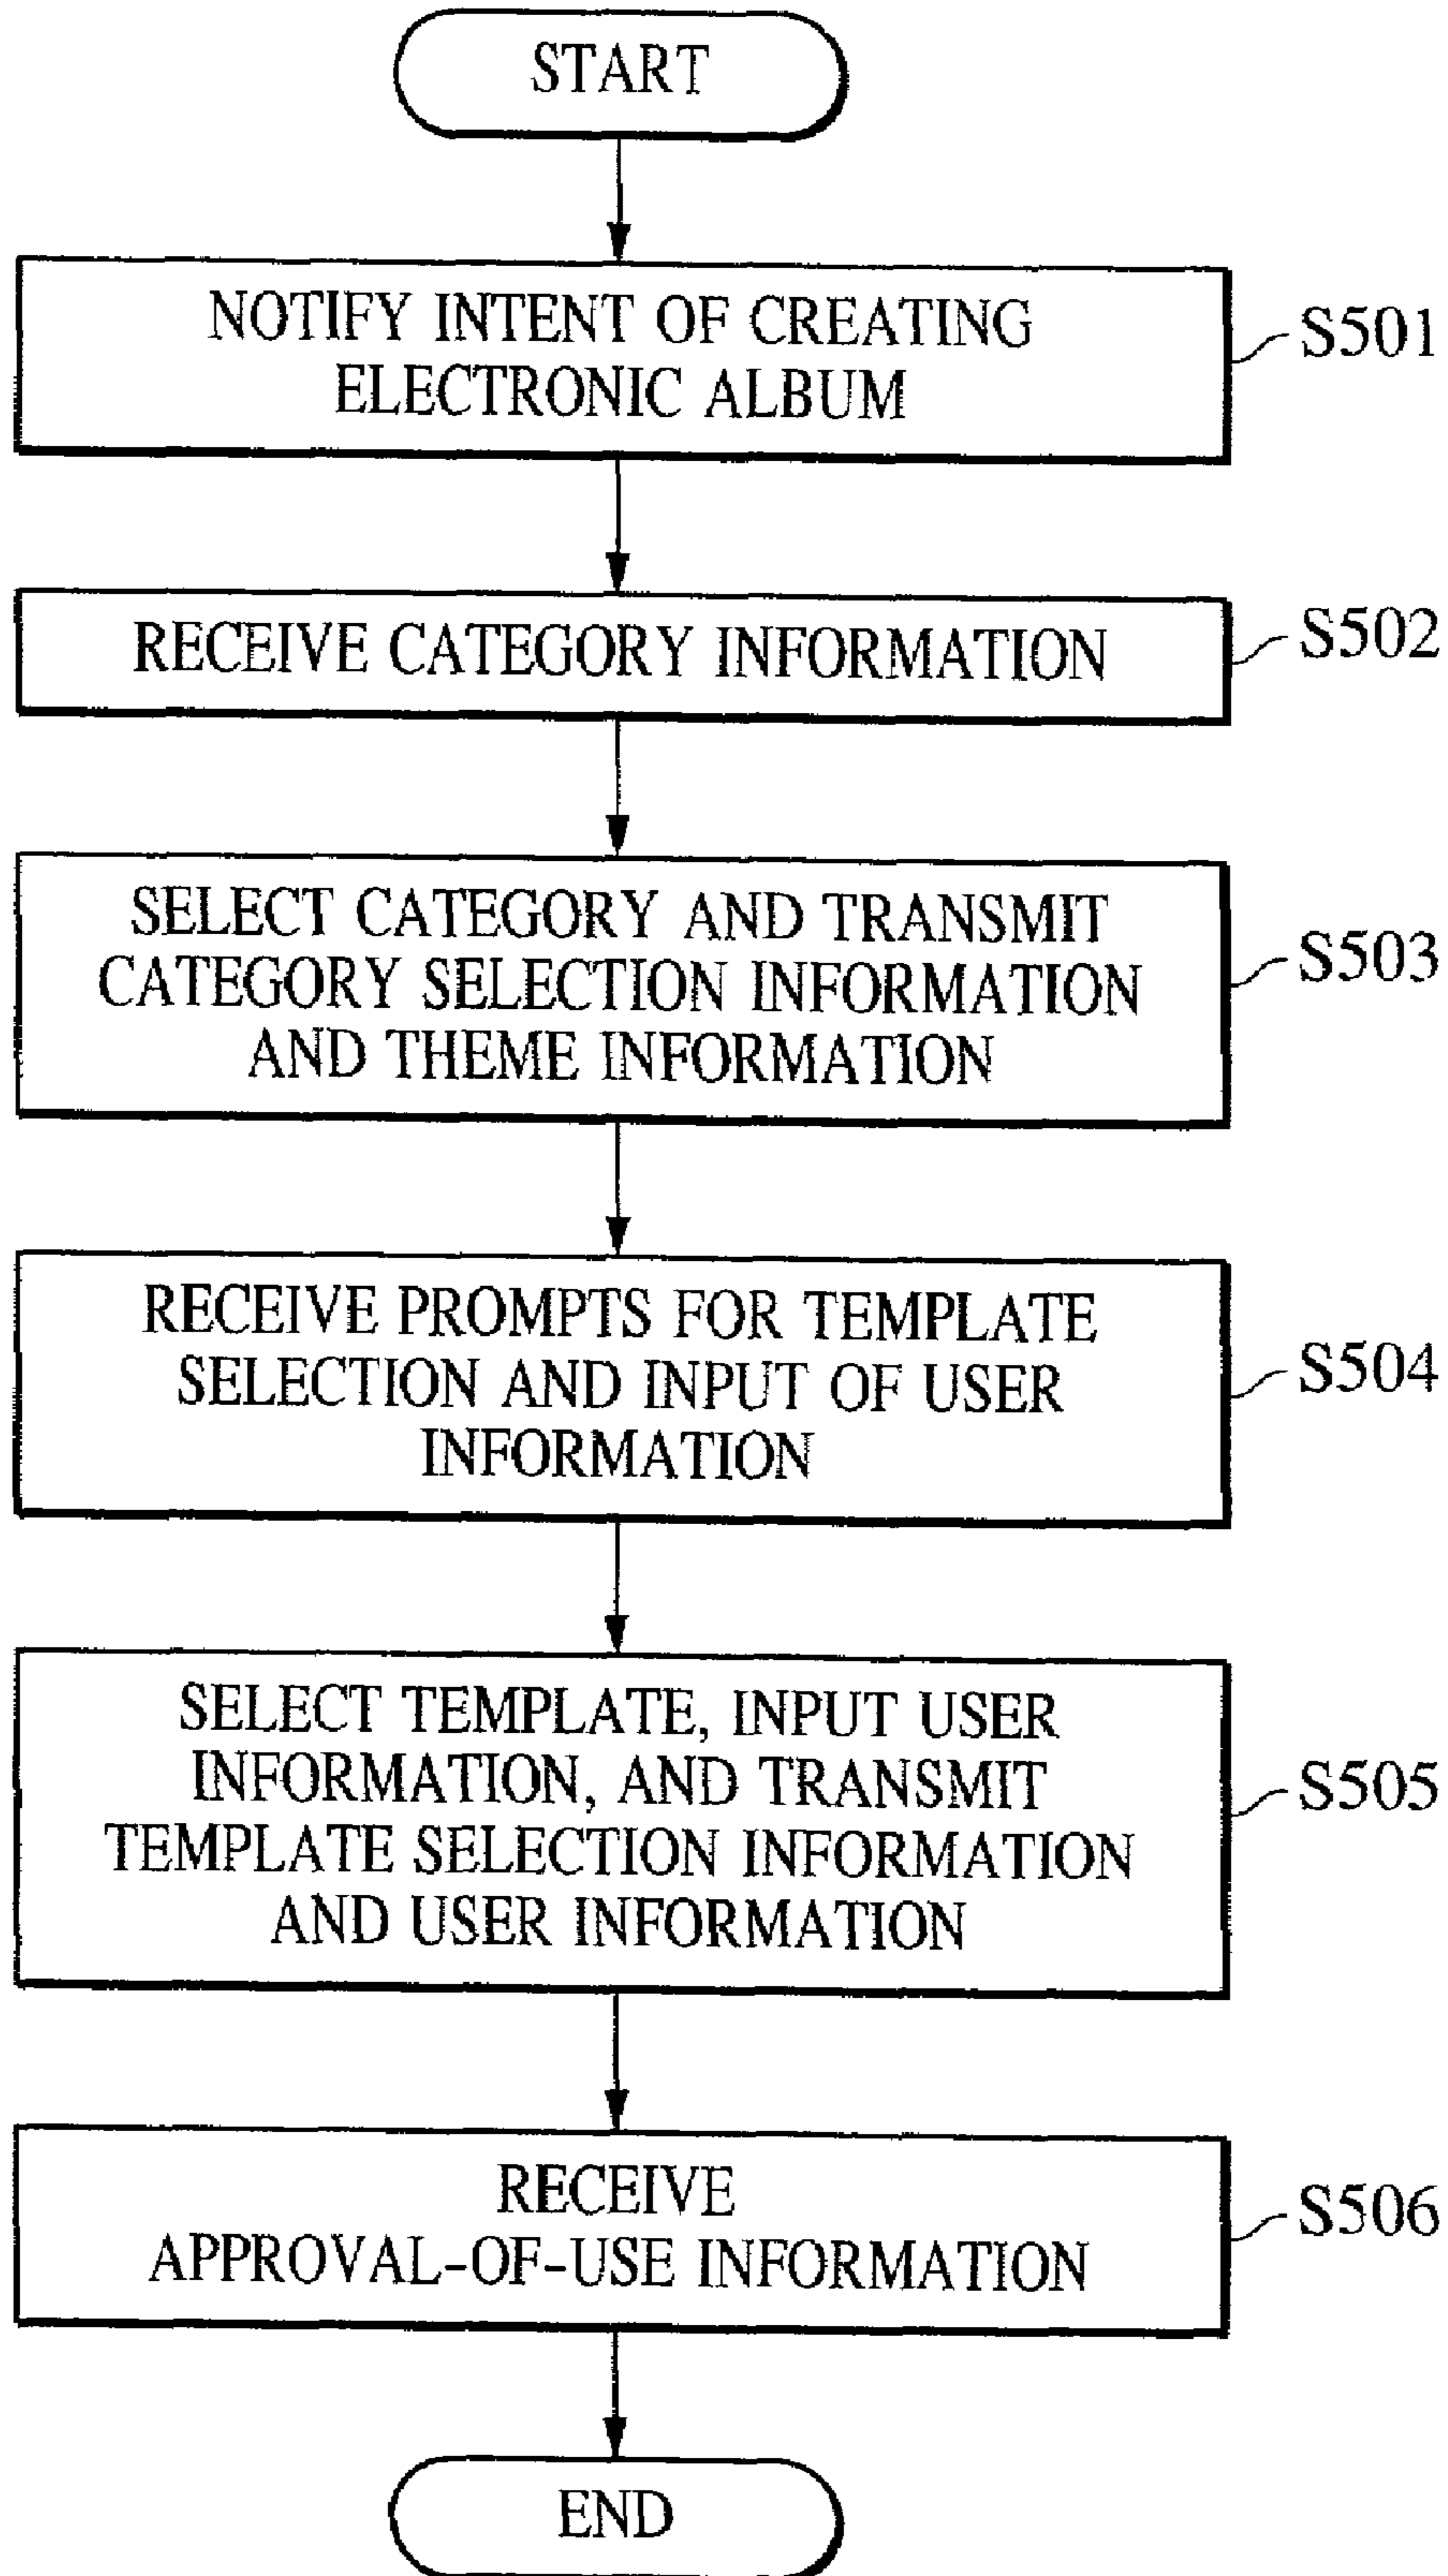 START
NOTIFY INTENT OF CREATING
ELECTRONIC ALBUM
S501
RECEIVE CATEGORY INFORMATION
S502
SELECT CATEGORY AND TRANSMIT
CATEGORY SELECTION INFORMATION
AND THEME INFORMATION
S503
RECEIVE PROMPTS FOR TEMPLATE
SELECTION AND INPUT OF USER
INFORMATION
S504
SELECT TEMPLATE, INPUT USER
INFORMATION, AND TRANSMIT
TEMPLATE SELECTION INFORMATION
AND USER INFORMATION
S505
RECEIVE
APPROVAL-OF-USE INFORMATION
S506
END